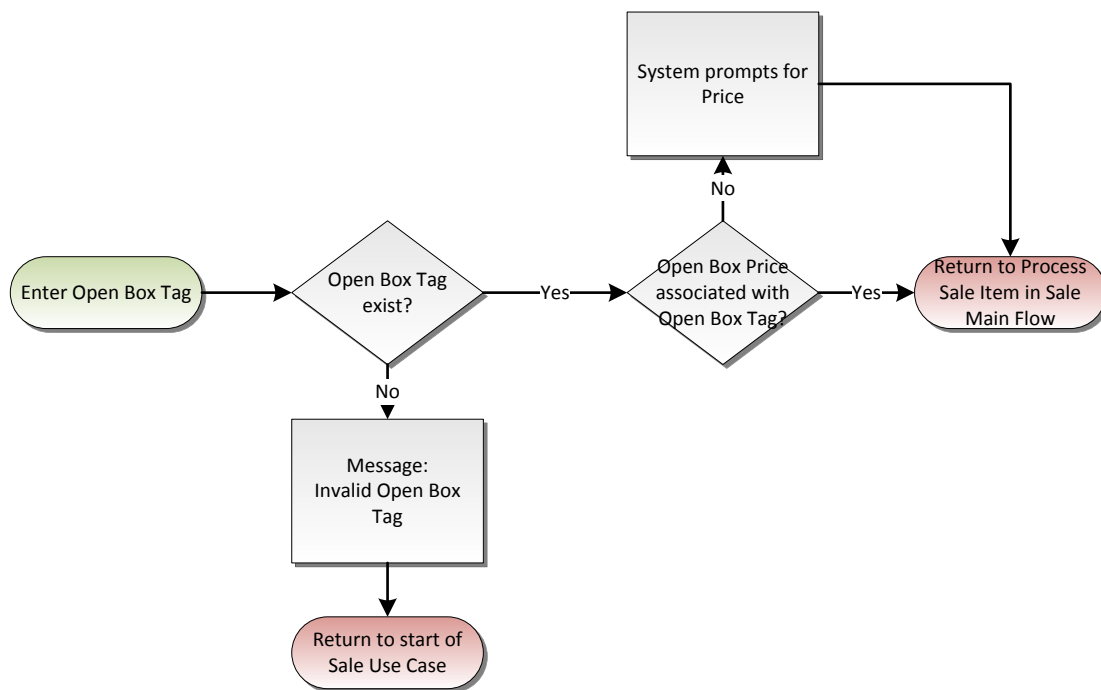 System prompts for
Price
No
Enter Open Box Tag
Open Box Tag
exist?
Yes
Open Box Price
associated with
Open Box Tag?
Yes
Return to Process
Sale Item in Sale
Main Flow
No
Message:
Invalid Open Box
Tag
Return to start of
Sale Use Case